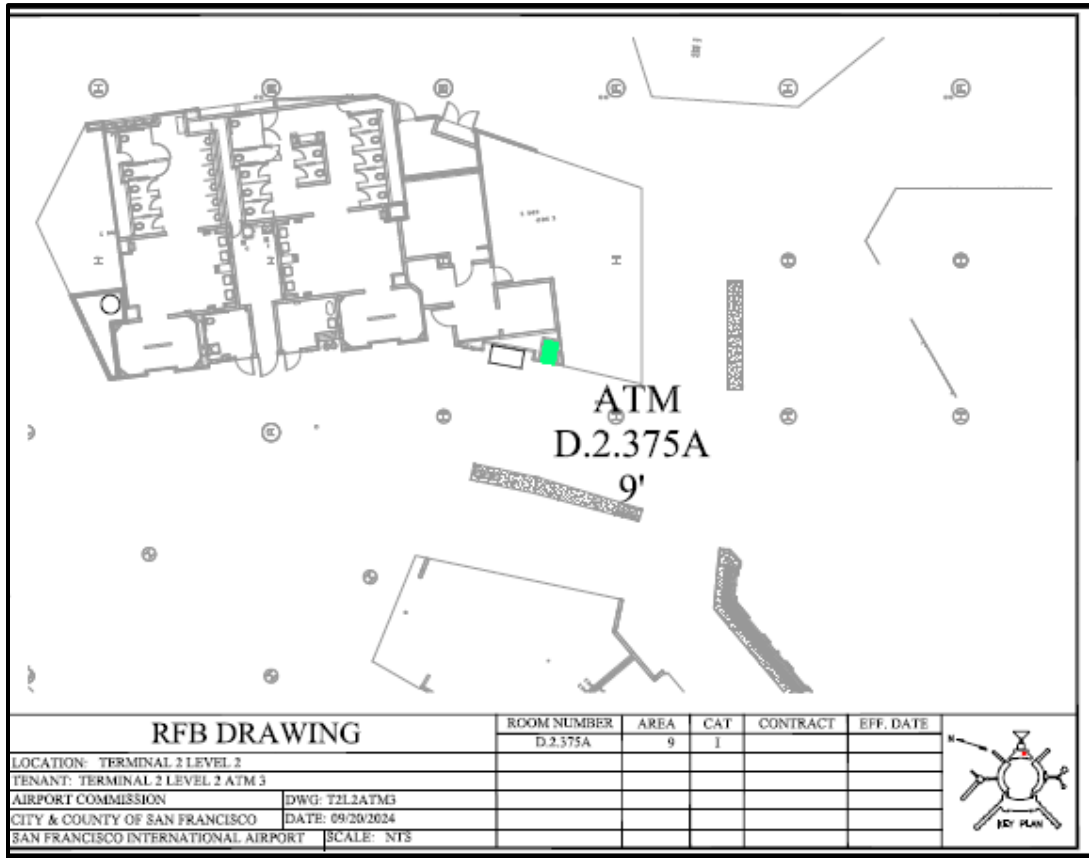 ATM
D.2.375A
9'
RFB DRAWING
ROOM NUMBER AREA CAT CONTRACT EFF. DATE
D.2.375A 9 1
LOCATION: TERMINAL 2 LEVEL 2
TENANT: TERMINAL 2 LEVEL 2 ATM 3
AIRPORT COMMISSION DWG: T2L2ATM3
CITY & COUNTY OF SAN FRANCISCO DATE: 09/20/2024
SAN FRANCISCO INTERNATIONAL AIRPORT SCALE: NTS
N
KEY PLAN